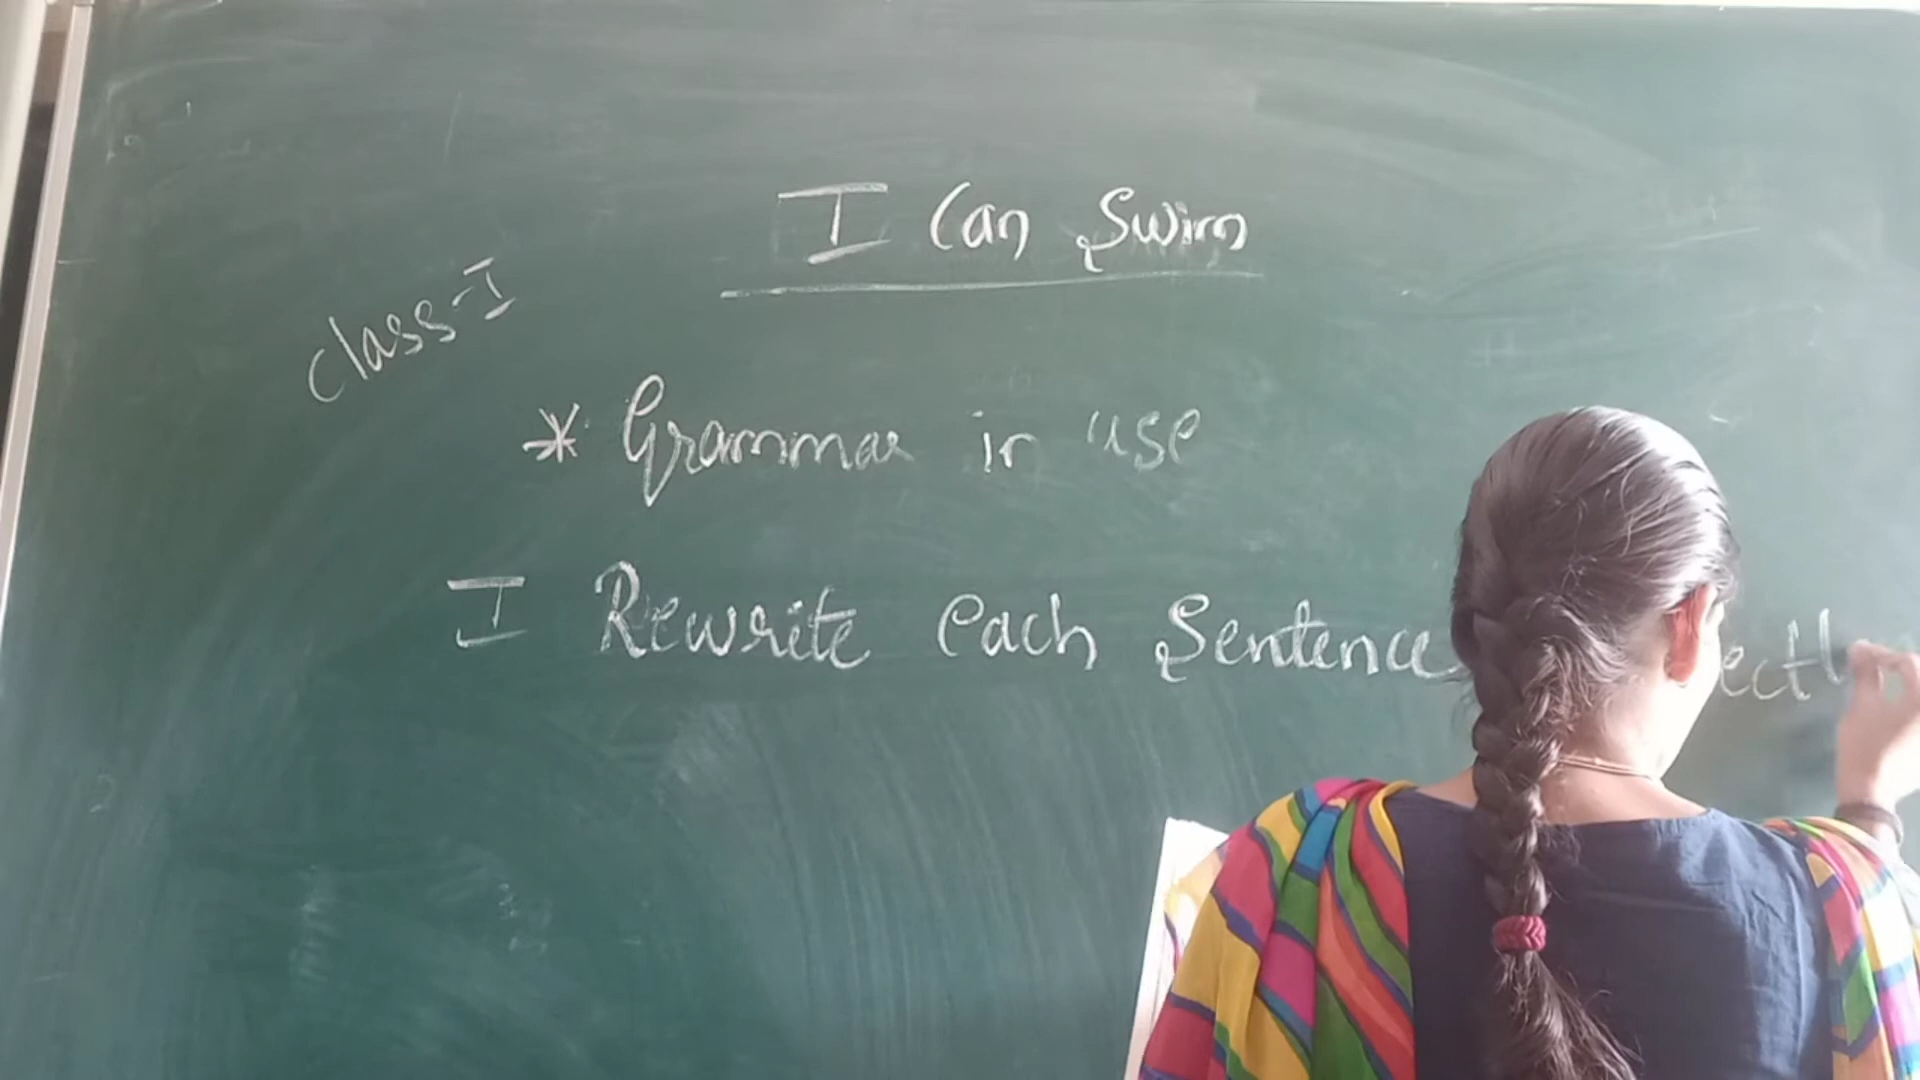 I Can Swim
class-I
* Grammar in use
I Rewrite each Sentence